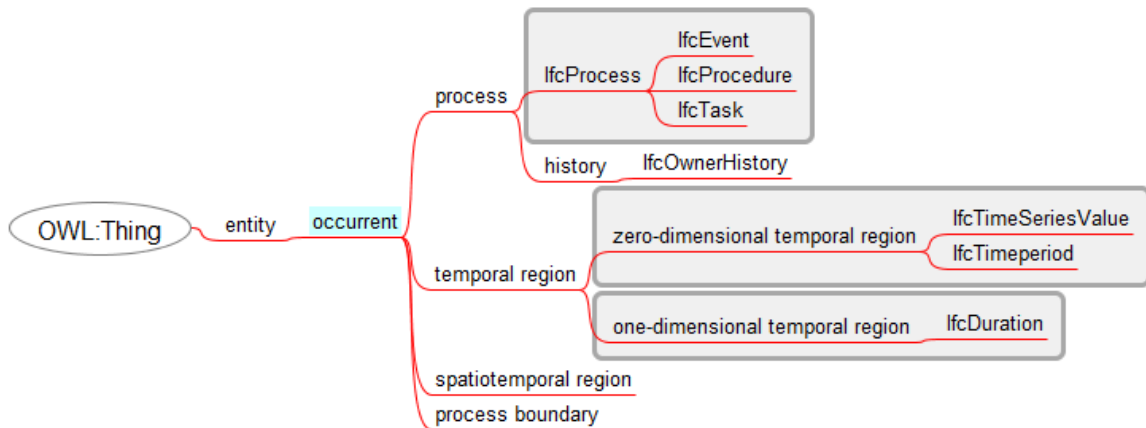 IfcEvent
IfcProcess
IfcProcedure
process
IfcTask
history
IfcOwnerHistory
OWL:Thing
entity
occurrent
IfcTimeSeriesValue
zero-dimensional temporal region
IfcTimeperiod
temporal region
one-dimensional temporal region
IfcDuration
spatiotemporal region
process boundary